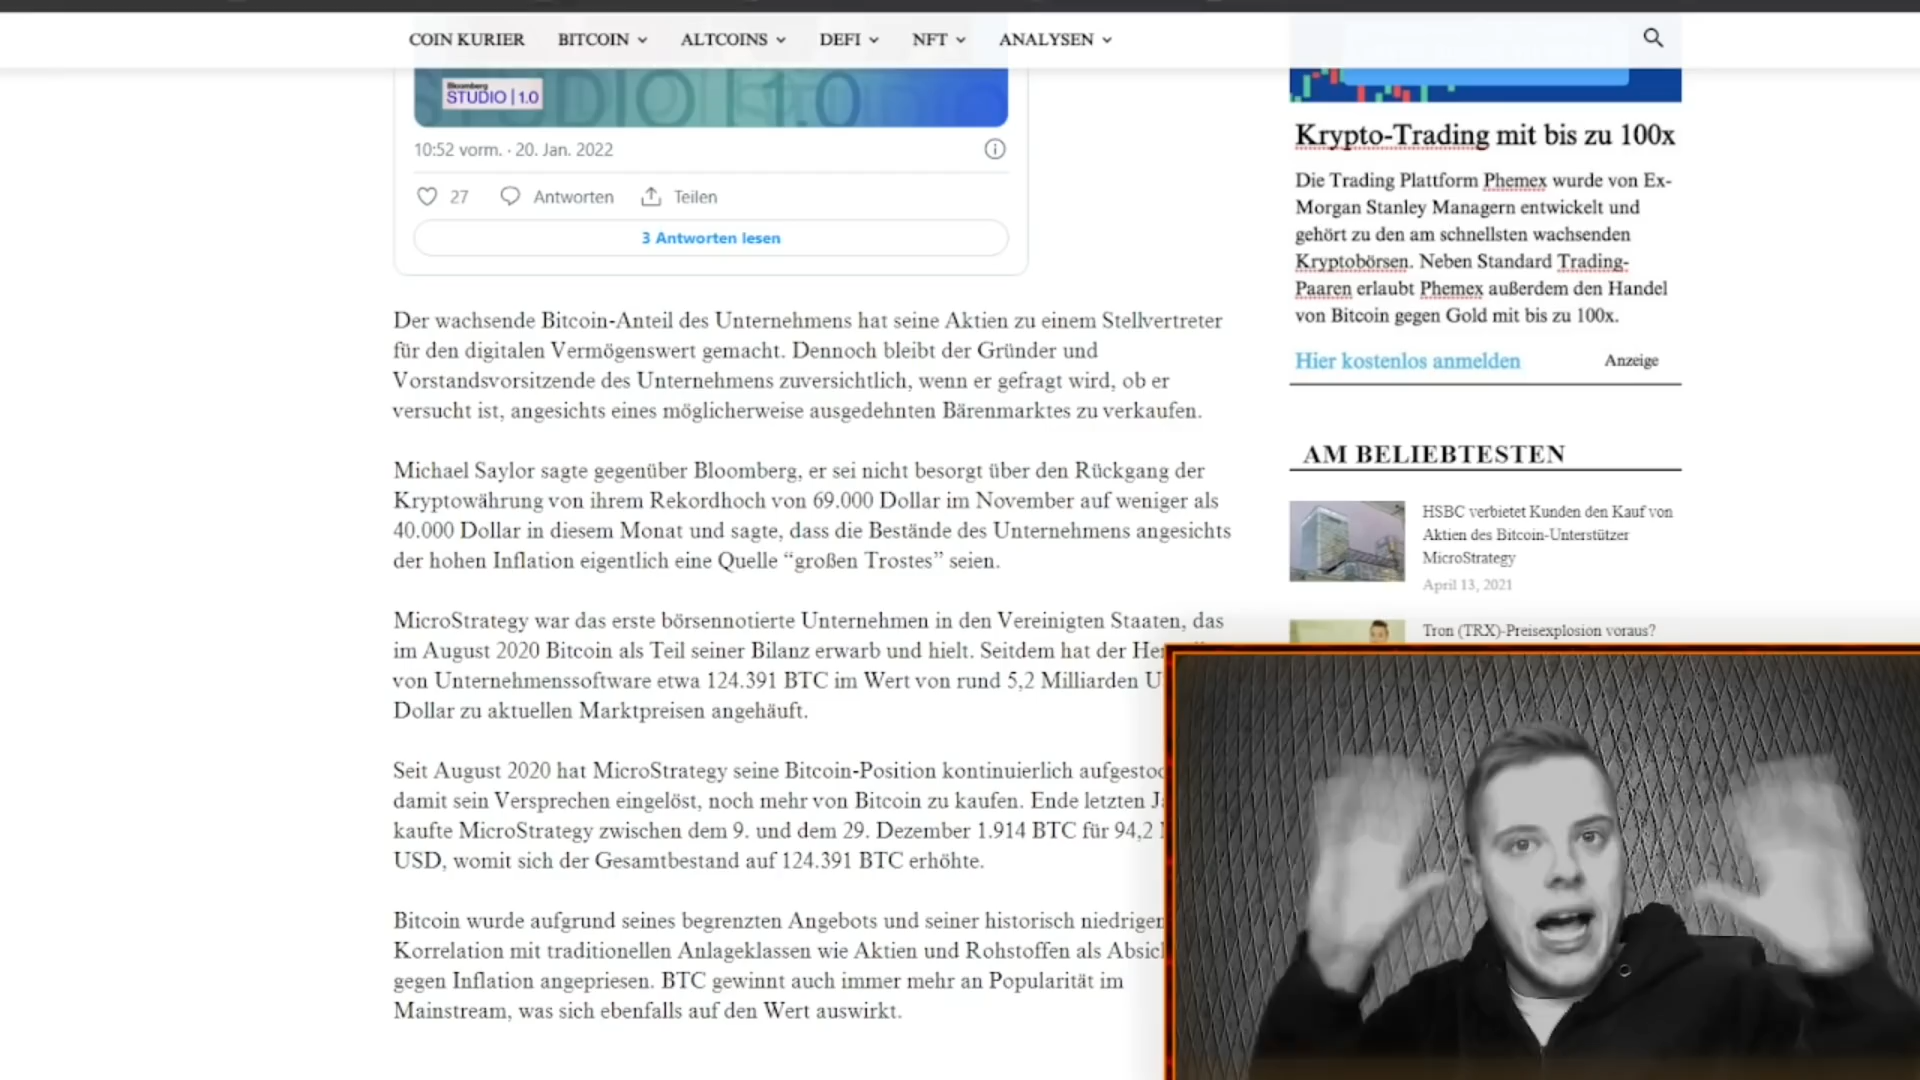 COIN KURIER BITCOIN ALTCOINS DEFI NFT ANALYSEN
Bloomberg
STUDIO | 1.0
STUDIO | 1.0
10:52 vorm. · 20. Jan. 2022
27 Antworten Teilen
3 Antworten lesen
Der wachsende Bitcoin-Anteil des Unternehmens hat seine Aktien zu einem Stellvertreter
für den digitalen Vermögenswert gemacht. Dennoch bleibt der Gründer und
Vorstandsvorsitzende des Unternehmens zuversichtlich, wenn er gefragt wird, ob er
versucht ist, angesichts eines möglicherweise ausgedehnten Bärenmarktes zu verkaufen.
Michael Saylor sagte gegenüber Bloomberg, er sei nicht besorgt über den Rückgang der
Kryptowährung von ihrem Rekordhoch von 69.000 Dollar im November auf weniger als
40.000 Dollar in diesem Monat und sagte, dass die Bestände des Unternehmens angesichts
der hohen Inflation eigentlich eine Quelle “großen Trostes” seien.
MicroStrategy war das erste börsennotierte Unternehmen in den Vereinigten Staaten, das
im August 2020 Bitcoin als Teil seiner Bilanz erwarb und hielt. Seitdem hat der
von Unternehmenssoftware etwa 124.391 BTC im Wert von rund 5,2 Milliarden U
Dollar zu aktuellen Marktpreisen angehäuft.
Seit August 2020 hat MicroStrategy seine Bitcoin-Position kontinuierlich
damit sein Versprechen eingelöst, noch mehr von Bitcoin zu kaufen. Ende letzten
kaufte MicroStrategy zwischen dem 9. und dem 29. Dezember 1.914 BTC für 94,2
USD, womit sich der Gesamtbestand auf 124.391 BTC erhöhte.
Bitcoin wurde aufgrund seines begrenzten Angebots und seiner historisch niedrigen
Korrelation mit traditionellen Anlageklassen wie Aktien und Rohstoffen als
gegen Inflation angepriesen. BTC gewinnt auch immer mehr an Popularität im
Mainstream, was sich ebenfalls auf den Wert auswirkt.
Krypto-Trading mit bis zu 100x
Die Trading Plattform Phemex wurde von Ex-
Morgan Stanley Managern entwickelt und
gehört zu den am schnellsten wachsenden
Kryptobörsen. Neben Standard Trading-
Paaren erlaubt Phemex außerdem den Handel
von Bitcoin gegen Gold mit bis zu 100x.
Hier kostenlos anmelden Anzeige
AM BELIEBTESTEN
HSBC verbietet Kunden den Kauf von
Aktien des Bitcoin-Unterstützer
MicroStrategy
April 13, 2021
Tron (TRX)-Preisexplosion voraus?